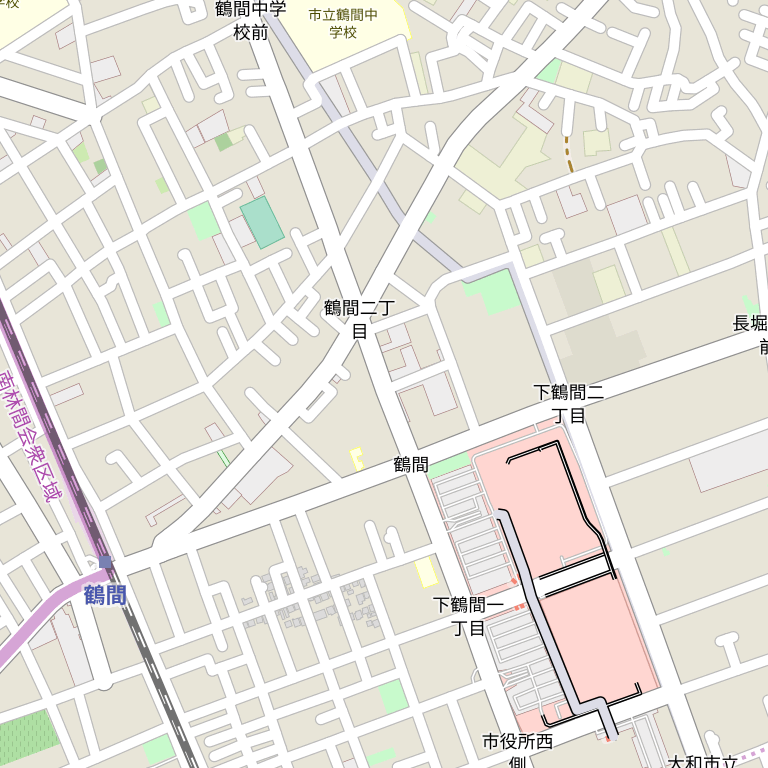 学校
鶴間中学
校前
市立鶴間中
学校
鶴間二丁
目
長堀
前
下鶴間二
丁目
南林間会衆区域
鶴間
鶴間
下鶴間一
丁目
市役所西
側
大和市立